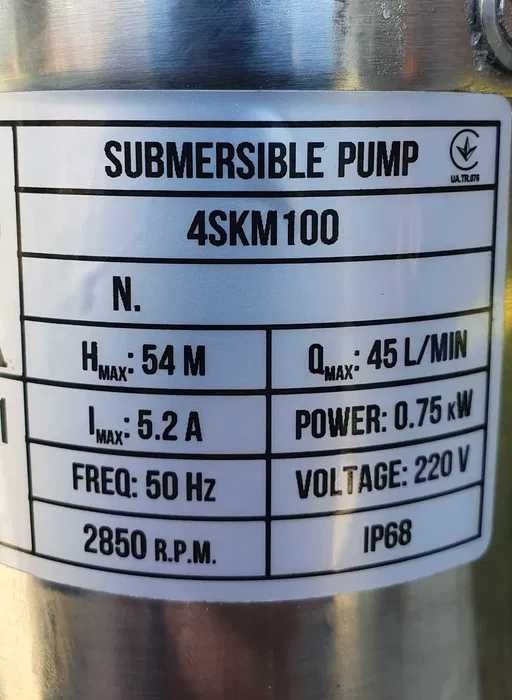 SUBMERSIBLE PUMP
UA.TR.076
4SKM100
N.
HMAX: 54 M
QMAX: 45 L/MIN
1
IMAX: 5.2 A
POWER: 0.75 KW
FREQ: 50 Hz
VOLTAGE: 220 V
2850 R.P.M.
IP68